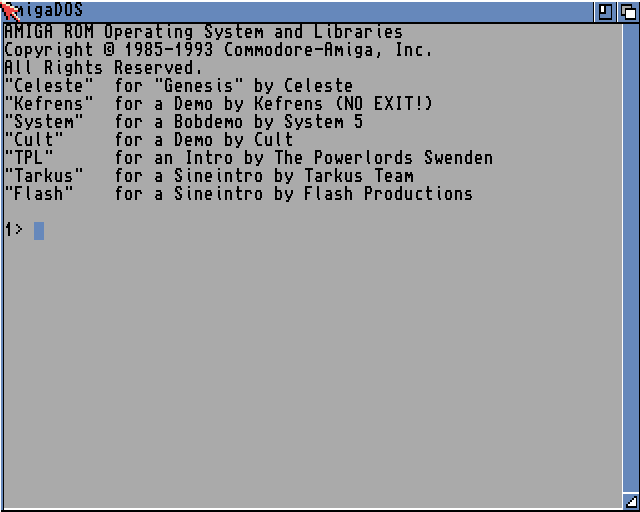 AmigaDOS
AMIGA ROM Operating System and Libraries
Copyright © 1985-1993 Commodore-Amiga, Inc.
All Rights Reserved.
"Celeste"  for "Genesis" by Celeste
"Kefrens"  for a Demo by Kefrens (NO EXIT!)
"System"   for a Bobdemo by System 5
"Cult"     for a Demo by Cult
"TPL"      for an Intro by The Powerlords Swenden
"Tarkus"   for a Sineintro by Tarkus Team
"Flash"    for a Sineintro by Flash Productions
1>